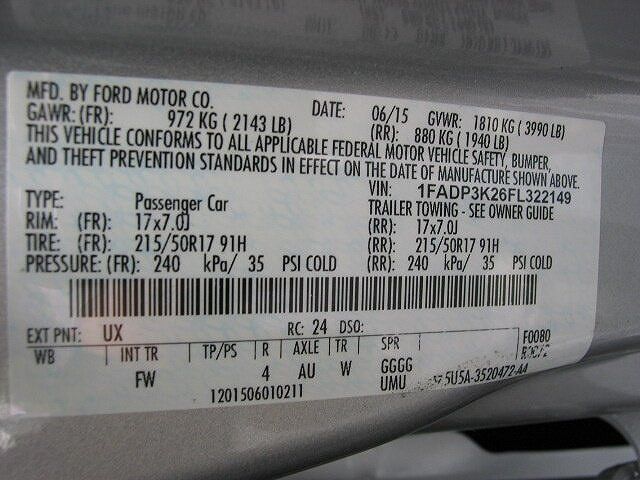 MFD. BY FORD MOTOR CO. DATE: 06/15 GVWR: 1810 KG ( 3990 LB)
GAWR: (FR): 972 KG ( 2143 LB) (RR): 880 KG ( 1940 LB)
THIS VEHICLE CONFORMS TO ALL APPLICABLE FEDERAL MOTOR VEHICLE SAFETY, BUMPER,
AND THEFT PREVENTION STANDARDS IN EFFECT ON THE DATE OF MANUFACTURE SHOWN ABOVE.
VIN: 1FADP3K26FL322149
TYPE: Passenger Car TRAILER TOWING - SEE OWNER GUIDE
RIM: (FR): 17x7.0J (RR): 17x7.0J
TIRE: (FR): 215/50R17 91H (RR): 215/50R17 91H
PRESSURE: (FR): 240 kPa/ 35 PSI COLD (RR): 240 kPa/ 35 PSI COLD
EXT PNT: UX RC: 24 DSO: F0080
WB INT TR TP/PS R AXLE TR SPR
FW 4 AU W GGGG
UMU 5U5A-3520472-AA
1201506010211